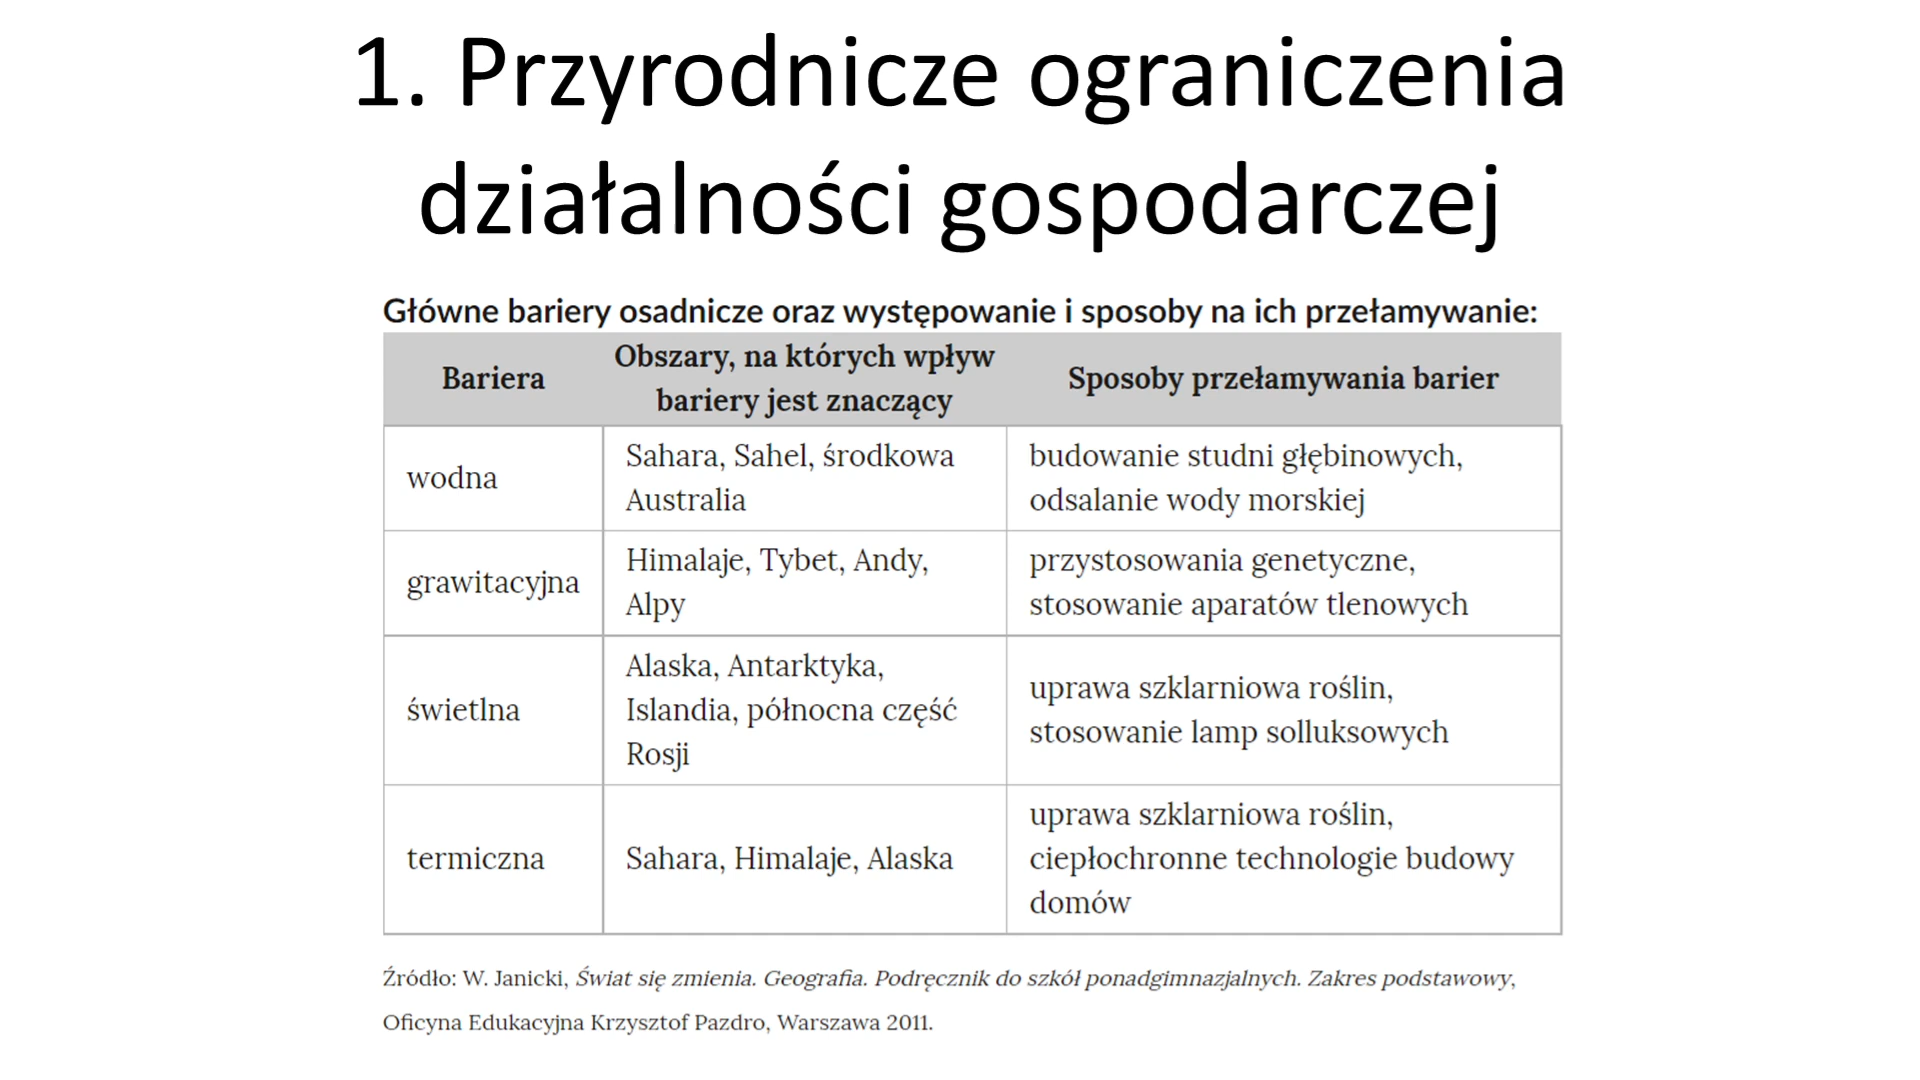 1. Przyrodnicze ograniczenia
działalności gospodarczej
Główne bariery osadnicze oraz występowanie i sposoby na ich przełamywanie:
Bariera
Obszary, na których wpływ
bariery jest znaczący
Sposoby przełamywania barier
wodna
Sahara, Sahel, środkowa
Australia
budowanie studni głębinowych,
odsalanie wody morskiej
grawitacyjna
Himalaje, Tybet, Andy,
Alpy
przystosowania genetyczne,
stosowanie aparatów tlenowych
świetlna
Alaska, Antarktyka,
Islandia, północna część
Rosji
uprawa szklarniowa roślin,
stosowanie lamp solluksowych
termiczna
Sahara, Himalaje, Alaska
uprawa szklarniowa roślin,
ciepłochronne technologie budowy
domów
Źródło: W. Janicki, Świat się zmienia. Geografia. Podręcznik do szkół ponadgimnazjalnych. Zakres podstawowy,
Oficyna Edukacyjna Krzysztof Pazdro, Warszawa 2011.